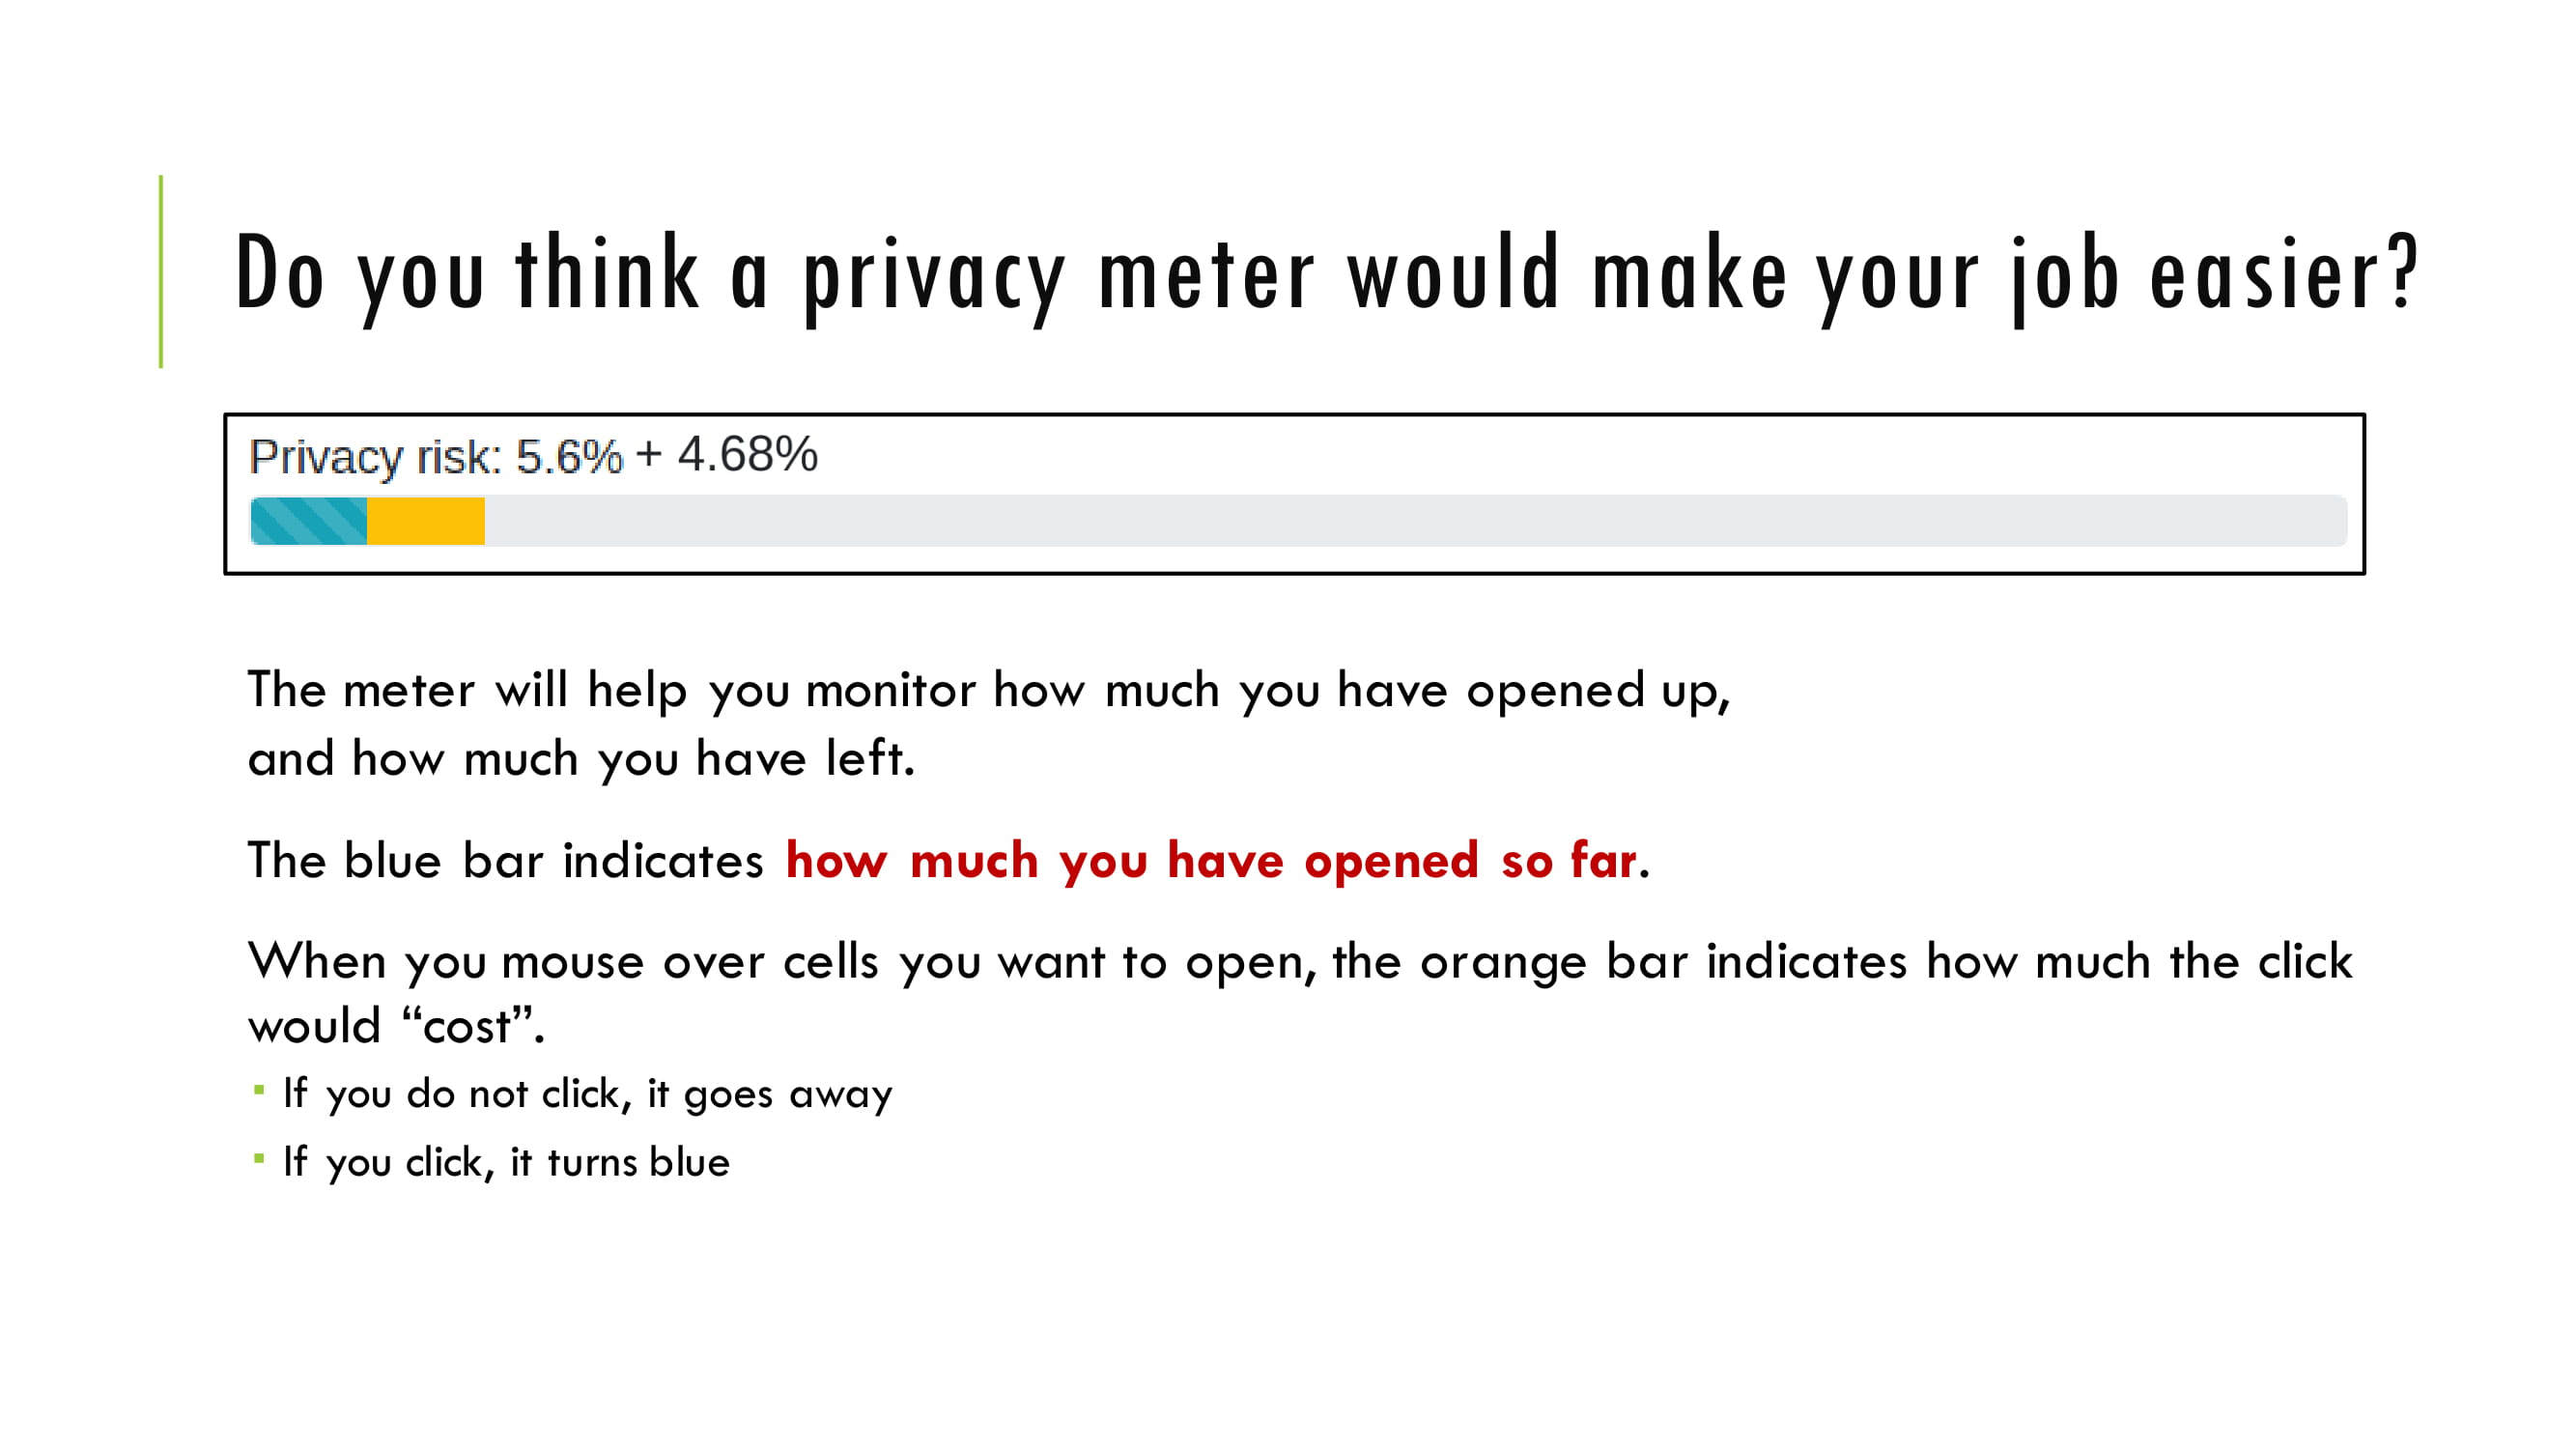 Do you think a privacy meter would make your job easier?
Privacy risk: 5.6% + 4.68%
The meter will help you monitor how much you have opened up,
and how much you have left.
The blue bar indicates how much you have opened so far.
When you mouse over cells you want to open, the orange bar indicates how much the click
would “cost”.
▪ If you do not click, it goes away
▪ If you click, it turns blue